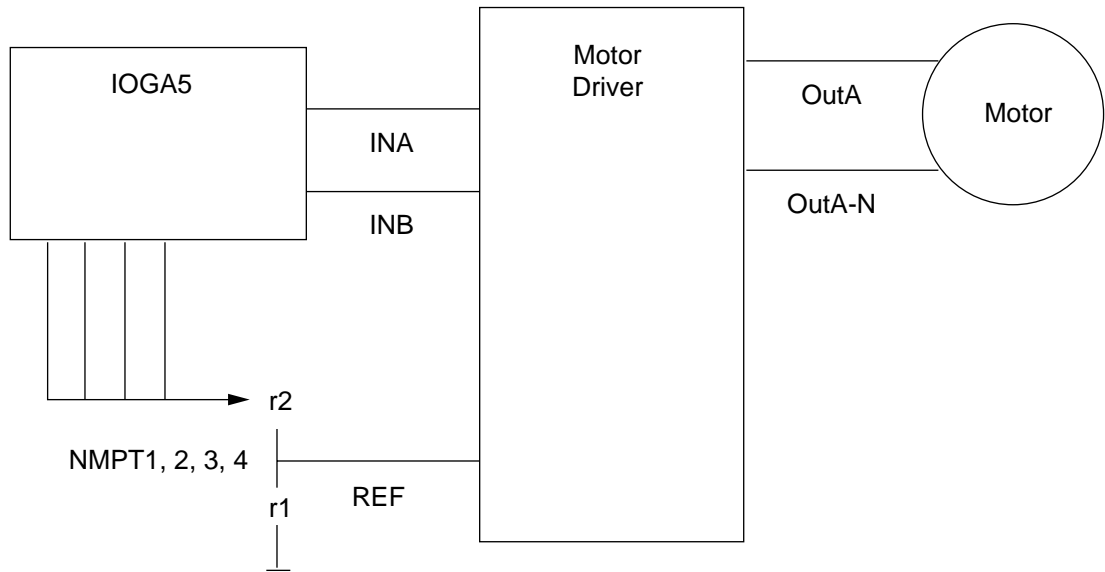 IOGA5
INA
INB
Motor
Driver
OutA
OutA-N
Motor
r2
NMPT1, 2, 3, 4
r1
REF